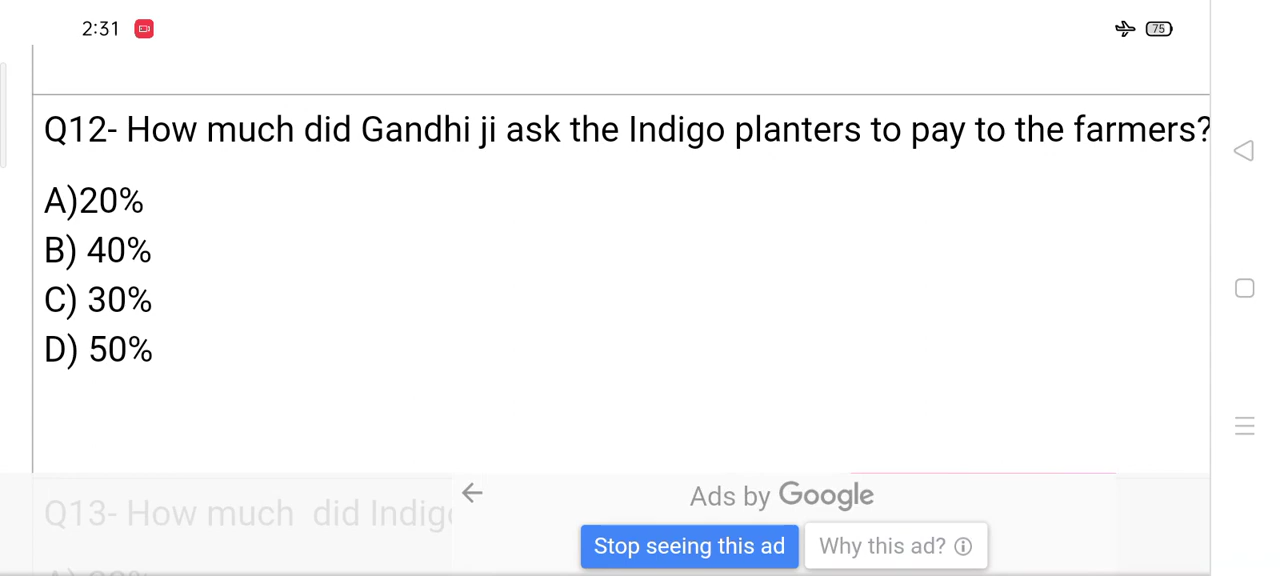 2:31
75
Q12- How much did Gandhi ji ask the Indigo planters to pay to the farmers?
A)20%
B) 40%
C) 30%
D) 50%
Q13- How much did Indig
Ads by Google
Stop seeing this ad
Why this ad?